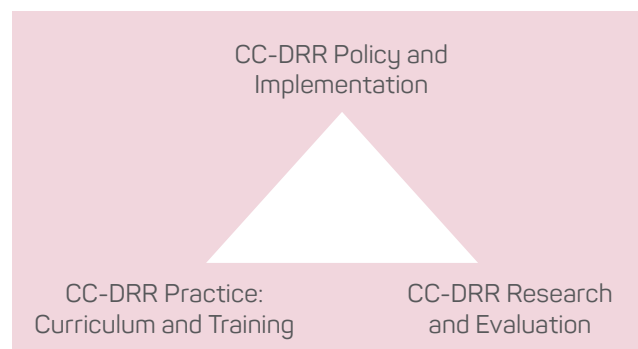 CC-DRR Policy and
Implementation
CC-DRR Practice:
Curriculum and Training
CC-DRR Research
and Evaluation